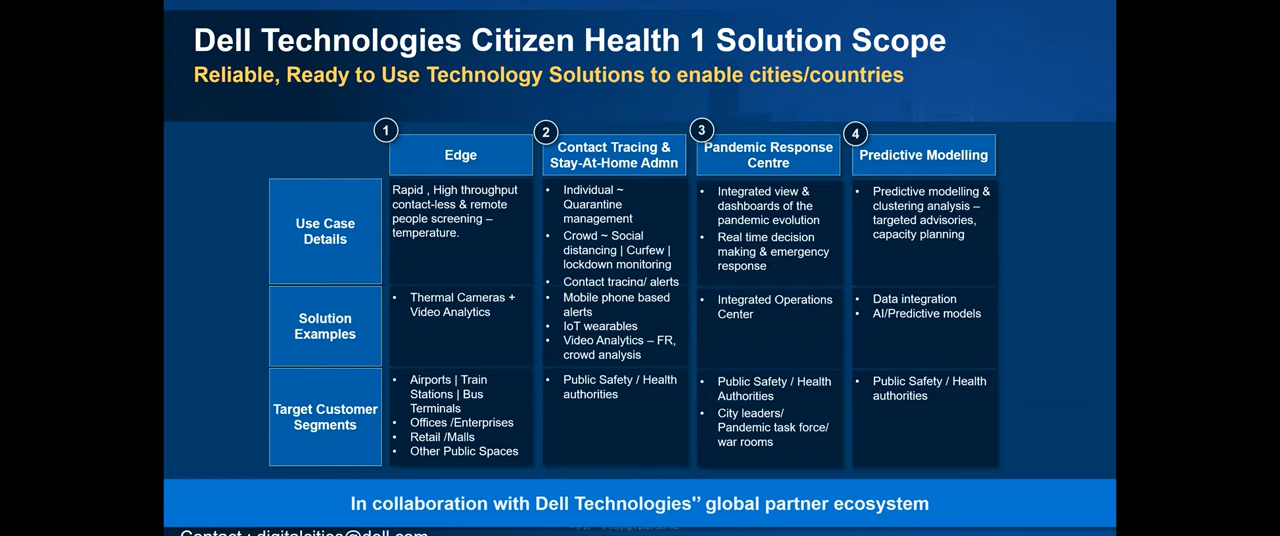 Dell Technologies Citizen Health 1 Solution Scope
Reliable, Ready to Use Technology Solutions to enable cities/countries
1
Edge
2
Contact Tracing &
Stay-At-Home Admn
3
Pandemic Response
Centre
4
Predictive Modelling
Use Case
Details
Rapid , High throughput
contact-less & remote
people screening –
temperature.
• Individual ~
Quarantine
management
• Crowd ~ Social
distancing | Curfew |
lockdown monitoring
• Contact tracing/ alerts
• Integrated view &
dashboards of the
pandemic evolution
• Real time decision
making & emergency
response
• Predictive modelling &
clustering analysis –
targeted advisories,
capacity planning
Solution
Examples
• Thermal Cameras +
Video Analytics
• Mobile phone based
alerts
• IoT wearables
• Video Analytics – FR,
crowd analysis
• Integrated Operations
Center
• Data integration
• AI/Predictive models
Target Customer
Segments
• Airports | Train
Stations | Bus
Terminals
• Offices /Enterprises
• Retail /Malls
• Other Public Spaces
• Public Safety / Health
authorities
• Public Safety / Health
Authorities
• City leaders/
Pandemic task force/
war rooms
• Public Safety / Health
authorities
In collaboration with Dell Technologies'' global partner ecosystem
Contact : digitalcities@dell.com